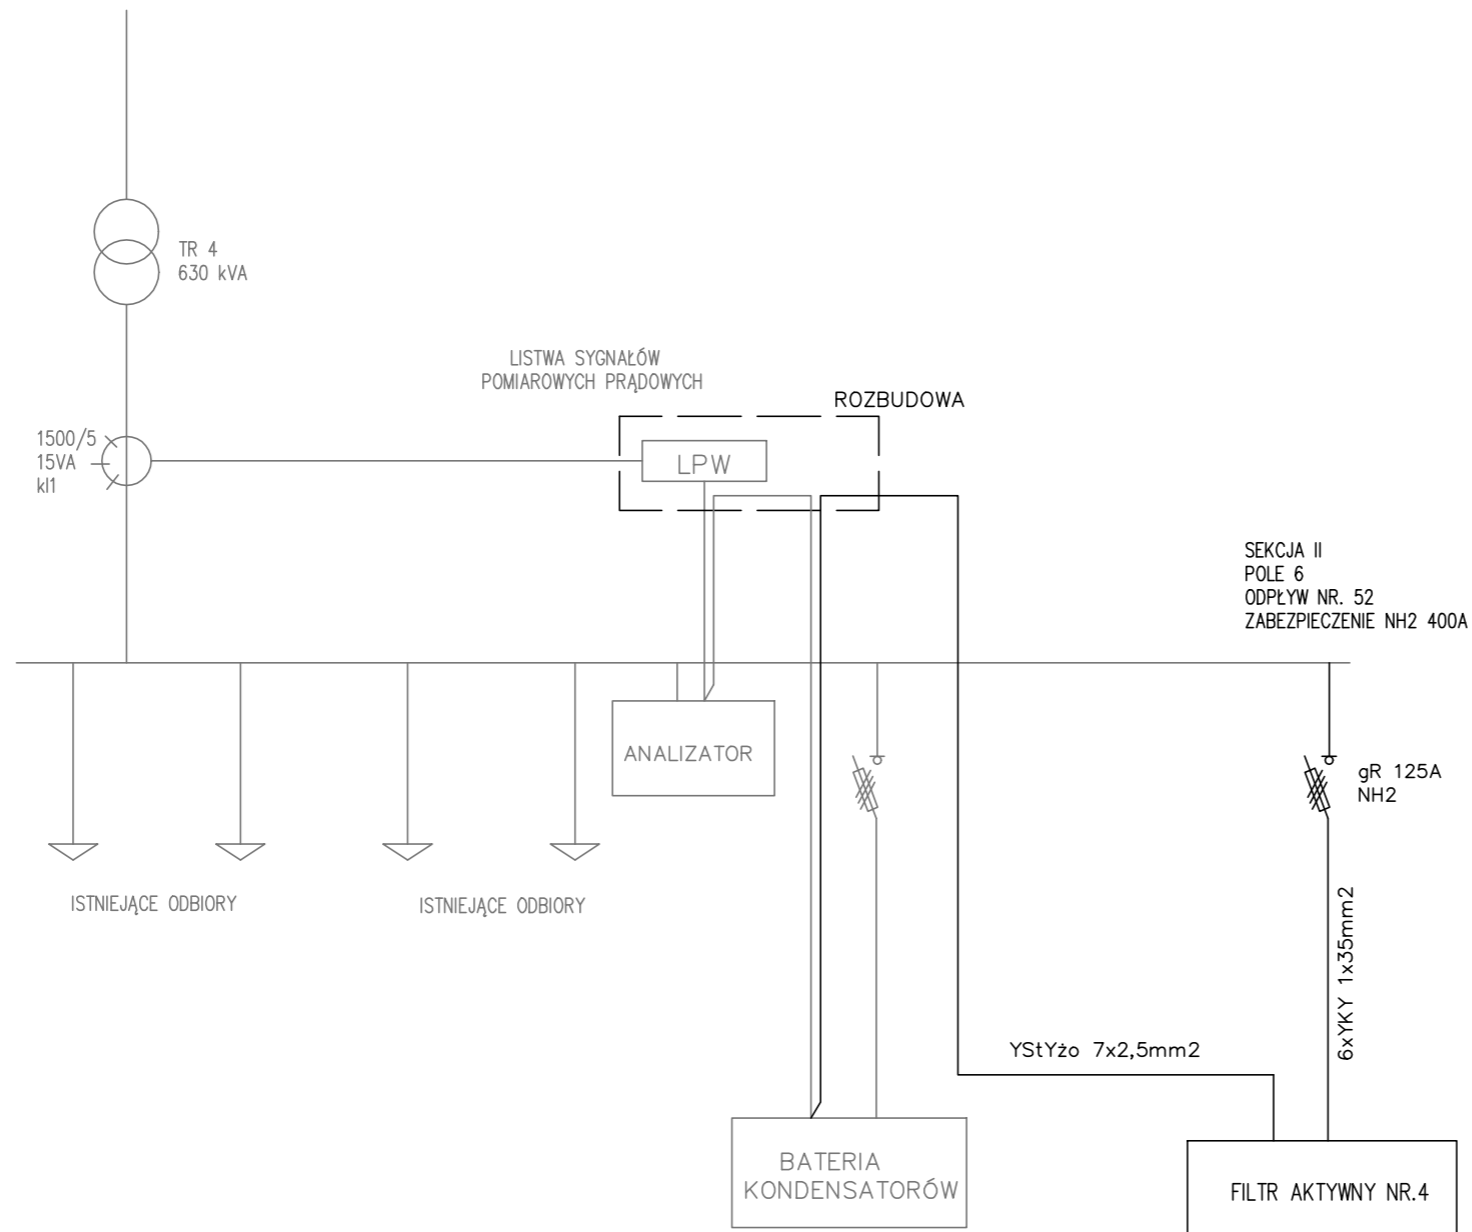 TR 4
630 kVA
LISTWA SYGNAŁÓW
POMIAROWYCH PRĄDOWYCH
ROZBUDOWA
1500/5
15VA
kl1
LPW
SEKCJA II
POLE 6
ODPŁYW NR. 52
ZABEZPIECZENIE NH2 400A
ANALIZATOR
gR 125A
NH2
ISTNIEJĄCE ODBIORY
ISTNIEJĄCE ODBIORY
6xYKY 1x35mm2
YStYżo 7x2,5mm2
BATERIA
KONDENSATORÓW
FILTR AKTYWNY NR.4